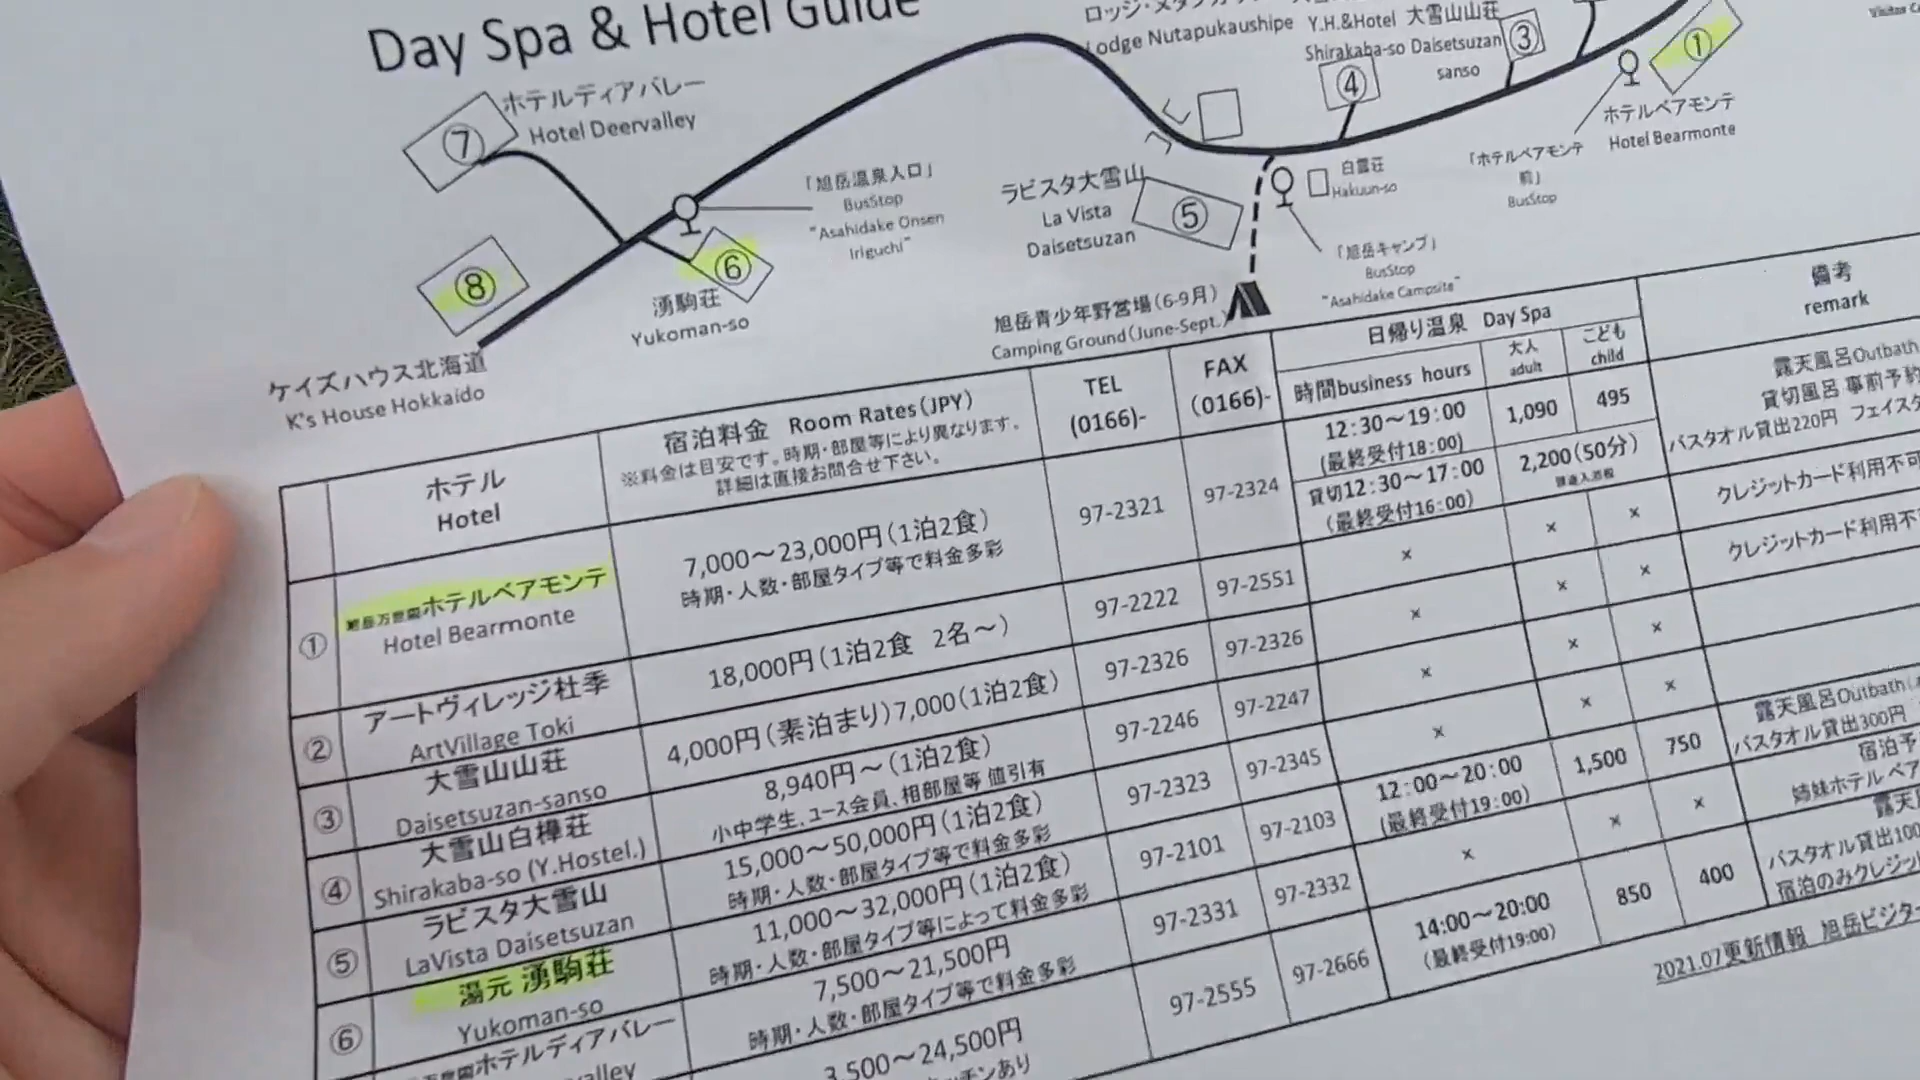 Day Spa & Hotel Guide
Lodge Nutapukaushipe
Y.H.&Hotel 大雪山山荘
Shirakaba-so Daisetsuzan
sanso
③
④
①
ホテルベアモンテ
Hotel Bearmonte
「ホテルベアモンテ
前」
BusStop
⑦
ホテルディアバレー
Hotel Deervalley
「旭岳温泉入口」
BusStop
"Asahidake Onsen
Iriguchi"
ラビスタ大雪山
La Vista
Daisetsuzan
⑤
白雲荘
Hakuun-so
「旭岳キャンプ」
BusStop
"Asahidake Campsite"
⑧
⑥
湧駒荘
Yukoman-so
旭岳青少年野営場(6-9月)
Camping Ground(June-Sept.)
ケイズハウス北海道
K's House Hokkaido
ホテル
Hotel
宿泊料金 Room Rates(JPY)
※料金は目安です。時期・部屋等により異なります。
詳細は直接お問合せ下さい。
TEL
(0166)-
FAX
(0166)-
日帰り温泉 Day Spa
時間business hours
大人
adult
こども
child
備考
remark
①
ホテルベアモンテ
Hotel Bearmonte
7,000～23,000円(1泊2食)
時期・人数・部屋タイプ等で料金多彩
97-2321
97-2324
12:30～19:00
(最終受付18:00)
1,090
495
貸切12:30～17:00
(最終受付16:00)
2,200(50分)
露天風呂Outbath
貸切風呂 事前予約
バスタオル貸出220円 フェイスタ
②
アートヴィレッジ杜季
ArtVillage Toki
18,000円(1泊2食 2名～)
97-2222
97-2551
×
×
×
クレジットカード利用不可
③
大雪山山荘
Daisetsuzan-sanso
4,000円(素泊まり)7,000(1泊2食)
97-2326
97-2326
×
×
×
クレジットカード利用不
④
大雪山白樺荘
Shirakaba-so (Y.Hostel.)
8,940円～(1泊2食)
小中学生、ユース会員、相部屋等 値引有
97-2246
97-2247
×
×
×
⑤
ラビスタ大雪山
LaVista Daisetsuzan
15,000～50,000円(1泊2食)
時期・人数・部屋タイプ等で料金多彩
97-2323
97-2345
×
×
×
⑥
湯元 湧駒荘
Yukoman-so
11,000～32,000円(1泊2食)
時期・人数・部屋タイプ等によって料金多彩
97-2101
97-2103
12:00～20:00
(最終受付19:00)
1,500
750
露天風呂Outbath
バスタオル貸出300円
ホテルディアバレー
valley
7,500～21,500円
時期・人数・部屋タイプ等で料金多彩
97-2331
97-2332
×
×
×
宿泊予
姉妹ホテル ベア
3,500～24,500円
チンあり
97-2555
97-2666
14:00～20:00
(最終受付19:00)
850
400
バスタオル貸出100
宿泊のみクレジッ
2021.07更新情報 旭岳ビジター